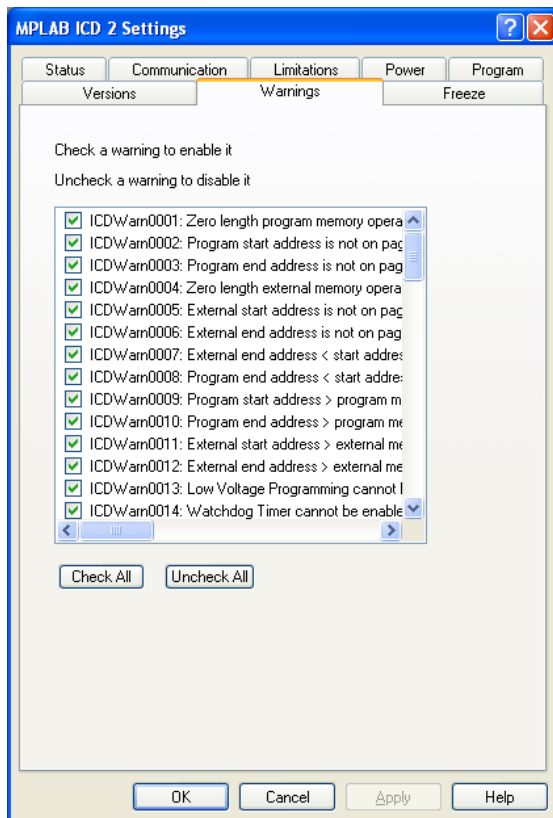 MPLAB ICD 2 Settings
Status Communication Limitations Power Program
Versions Warnings Freeze
Check a warning to enable it
Uncheck a warning to disable it
ICDWarn0001: Zero length program memory opera
ICDWarn0002: Program start address is not on pag
ICDWarn0003: Program end address is not on pag
ICDWarn0004: Zero length external memory opera
ICDWarn0005: External start address is not on pag
ICDWarn0006: External end address is not on pag
ICDWarn0007: External end address < start addres
ICDWarn0008: Program end address < start addres
ICDWarn0009: Program start address > program m
ICDWarn0010: Program end address > program me
ICDWarn0011: External start address > external me
ICDWarn0012: External end address > external me
ICDWarn0013: Low Voltage Programming cannot
ICDWarn0014: Watchdog Timer cannot be enable
Check All Uncheck All
OK Cancel Apply Help